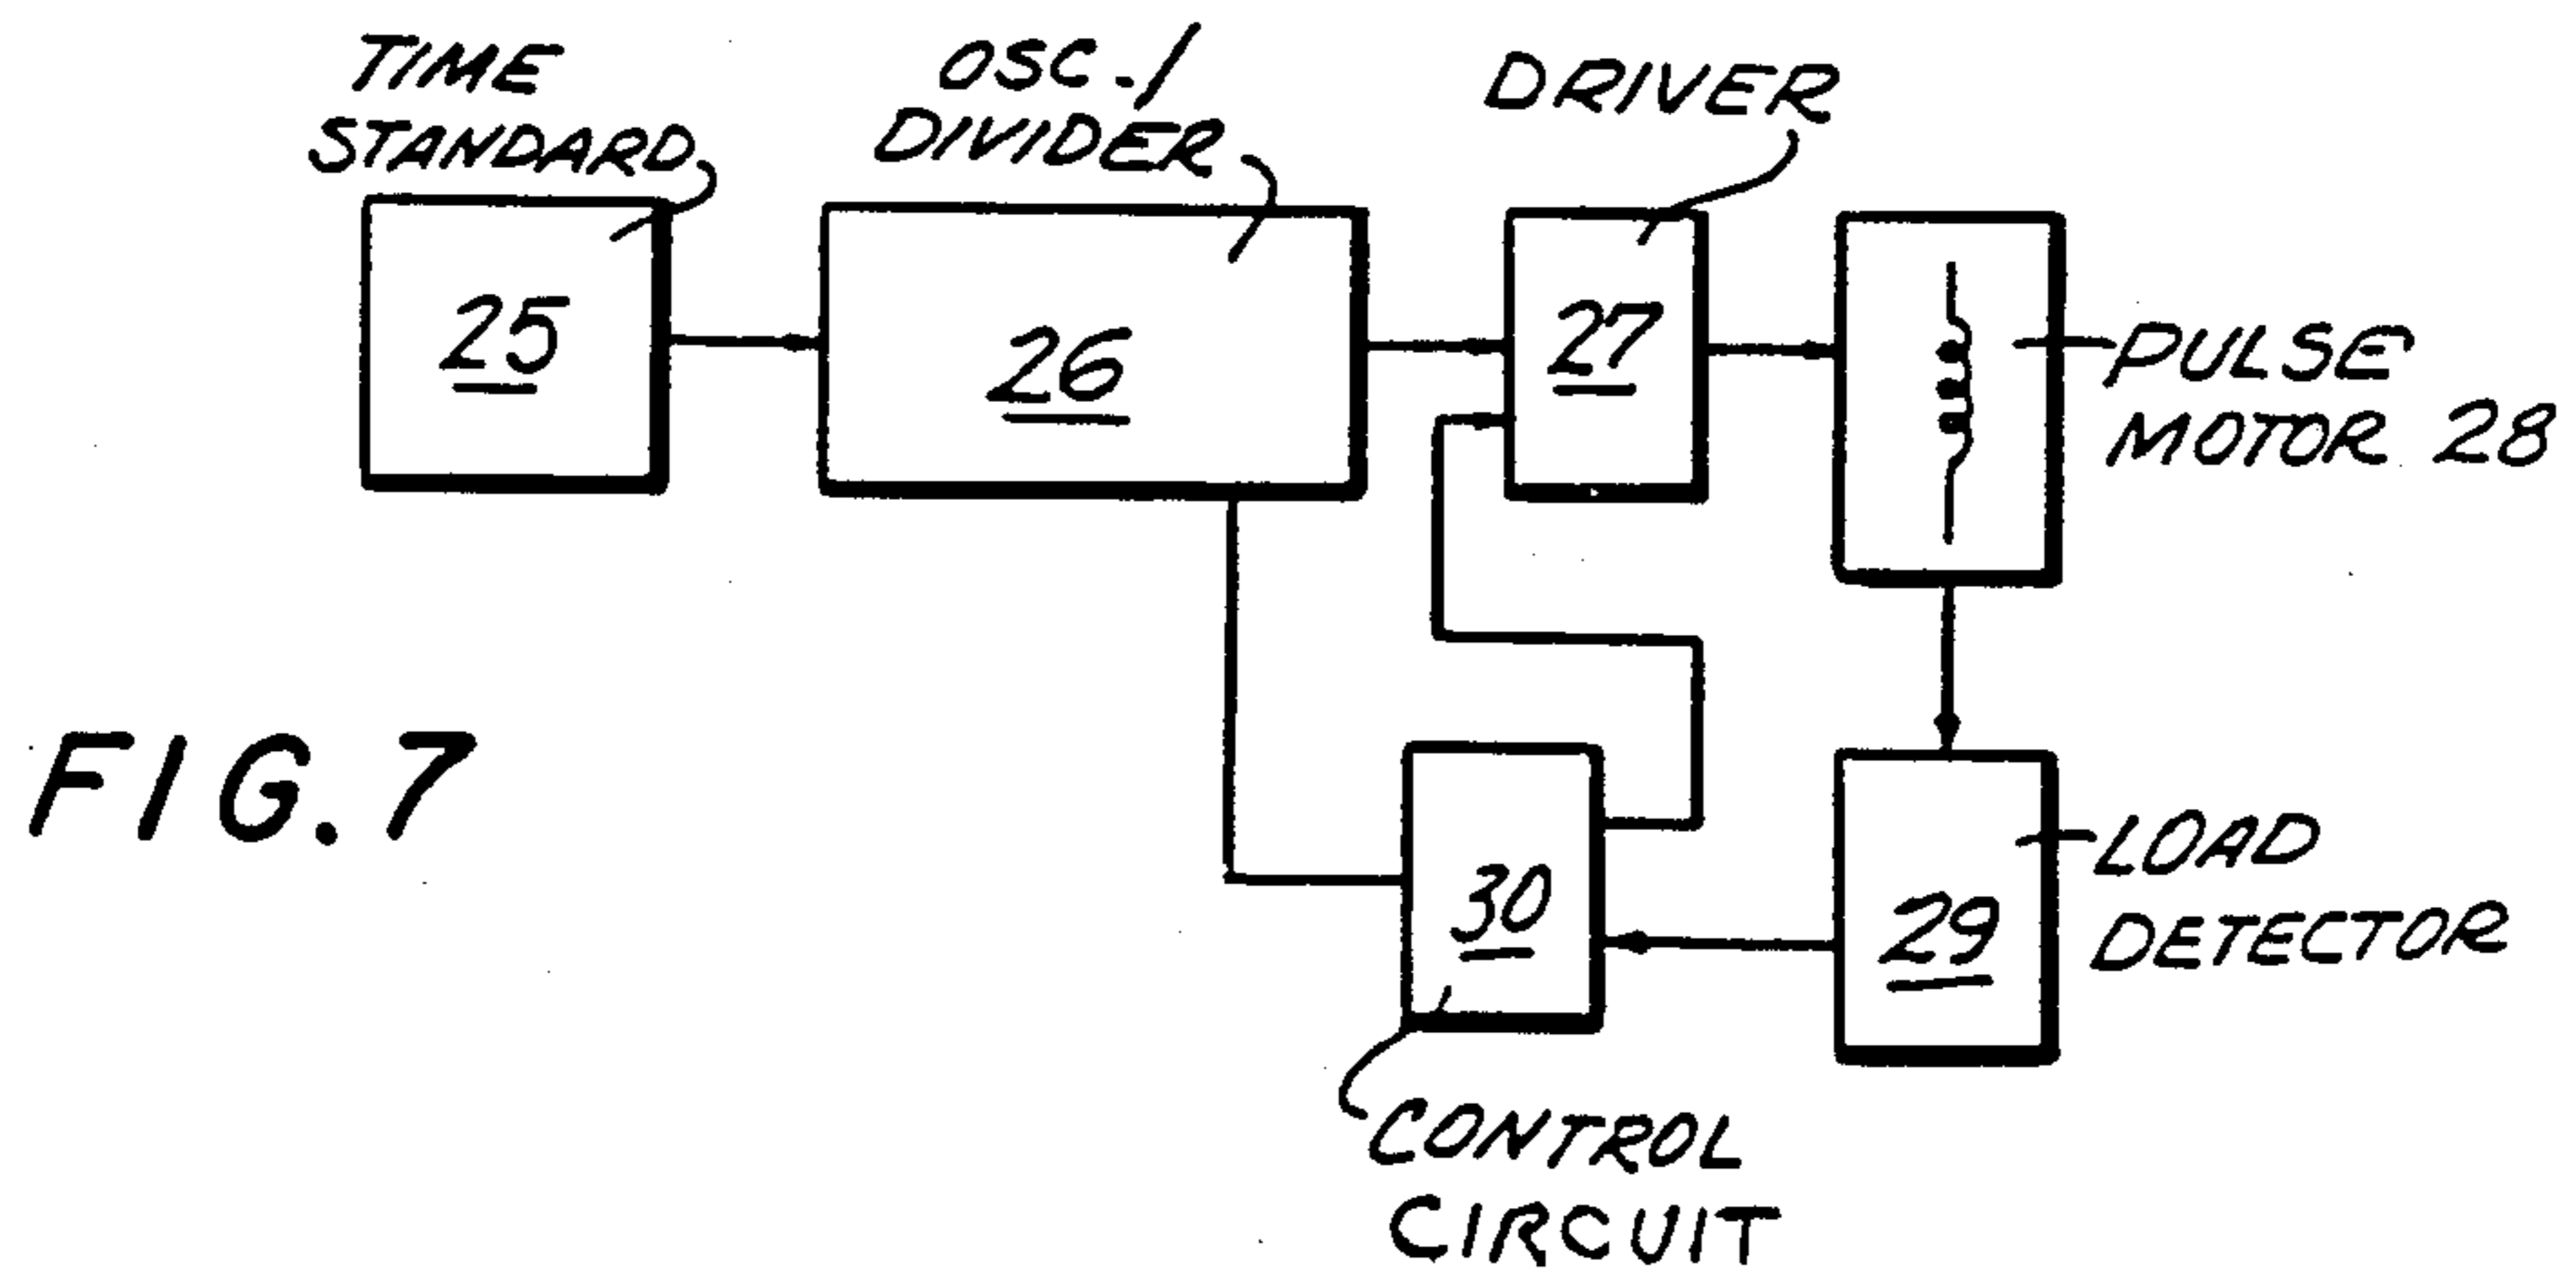 TIME
STANDARD
OSC./
DIVIDER
DRIVER
25
26
27
PULSE
MOTOR 28
FIG. 7
30
29
LOAD
DETECTOR
CONTROL
CIRCUIT